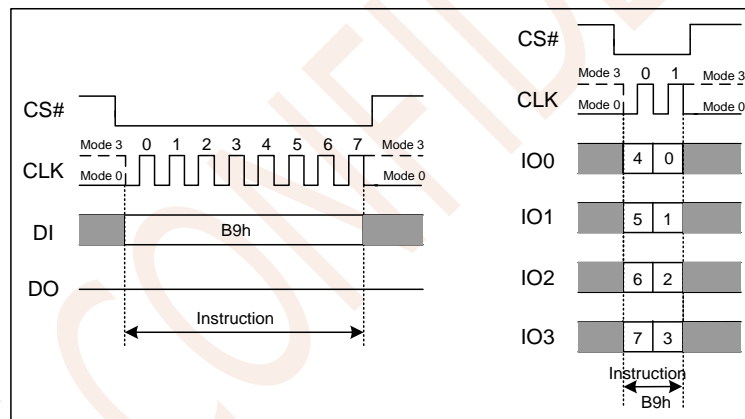 CS#
Mode 3 0 1 2 3 4 5 6 7 Mode 3
CLK
Mode 0 Mode 0
DI B9h
DO
Instruction
CS#
Mode 3 0 1 Mode 3
CLK
Mode 0 Mode 0
IO0 4 0
IO1 5 1
IO2 6 2
IO3 7 3
Instruction
B9h